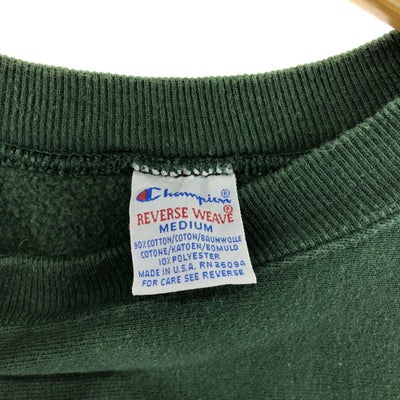 Champion®
REVERSE WEAVE®
MEDIUM
90% COTTON/COTON/BAUMWOLLE
COTONE/KATOEN/BOMULD
10% POLYESTER
MADE IN U.S.A. RN 26094
FOR CARE SEE REVERSE